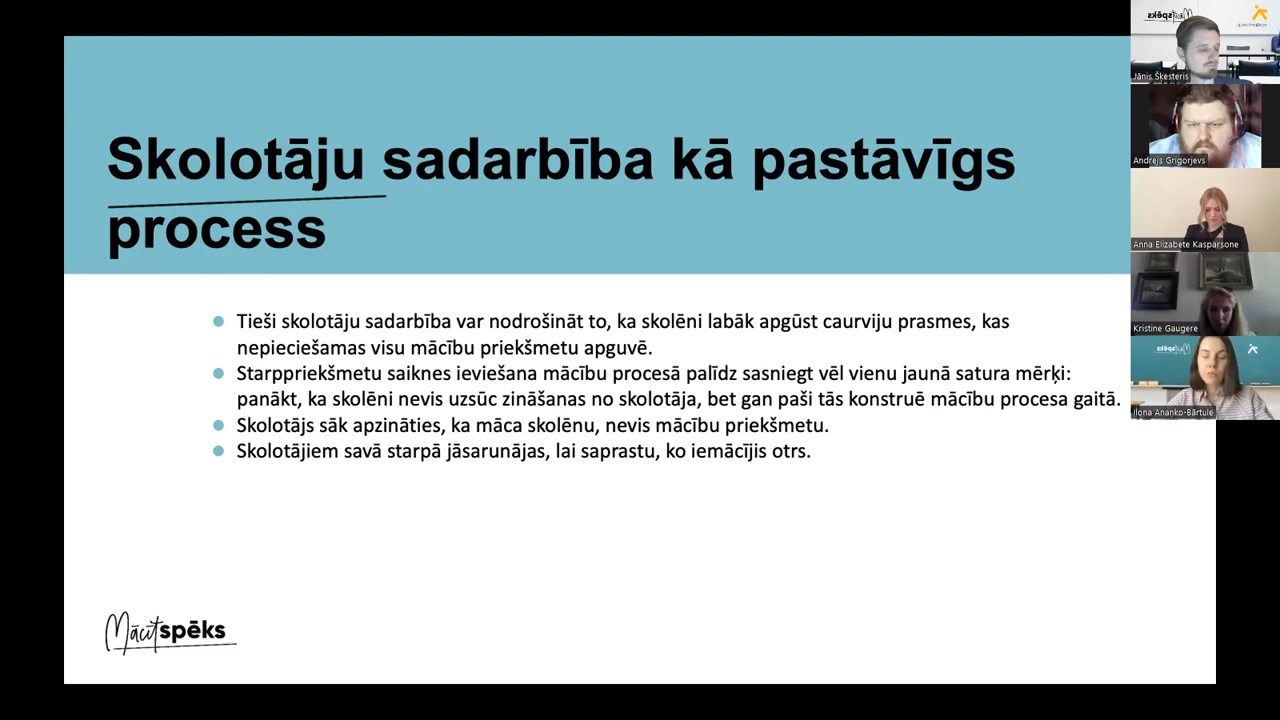 Skolotāju sadarbība kā pastāvīgs
process
Tieši skolotāju sadarbība var nodrošināt to, ka skolēni labāk apgūst caurviju prasmes, kas
nepieciešamas visu mācību priekšmetu apguvē.
Starppriekšmetu saiknes ieviešana mācību procesā palīdz sasniegt vēl vienu jaunā satura mērķi:
panākt, ka skolēni nevis uzsūc zināšanas no skolotāja, bet gan paši tās konstruē mācību procesa gaitā.
Skolotājs sāk apzināties, ka māca skolēnu, nevis mācību priekšmetu.
Skolotājiem savā starpā jāsarunājas, lai saprastu, ko iemācījis otrs.
Mācītspēks
Mācītspēks
Jānis Škesteris
Andrejs Grigorjevs
Anna Elizabete Kasparsone
Kristine Gaugere
Mācītspēks
Ilona Ananko-Bārtule